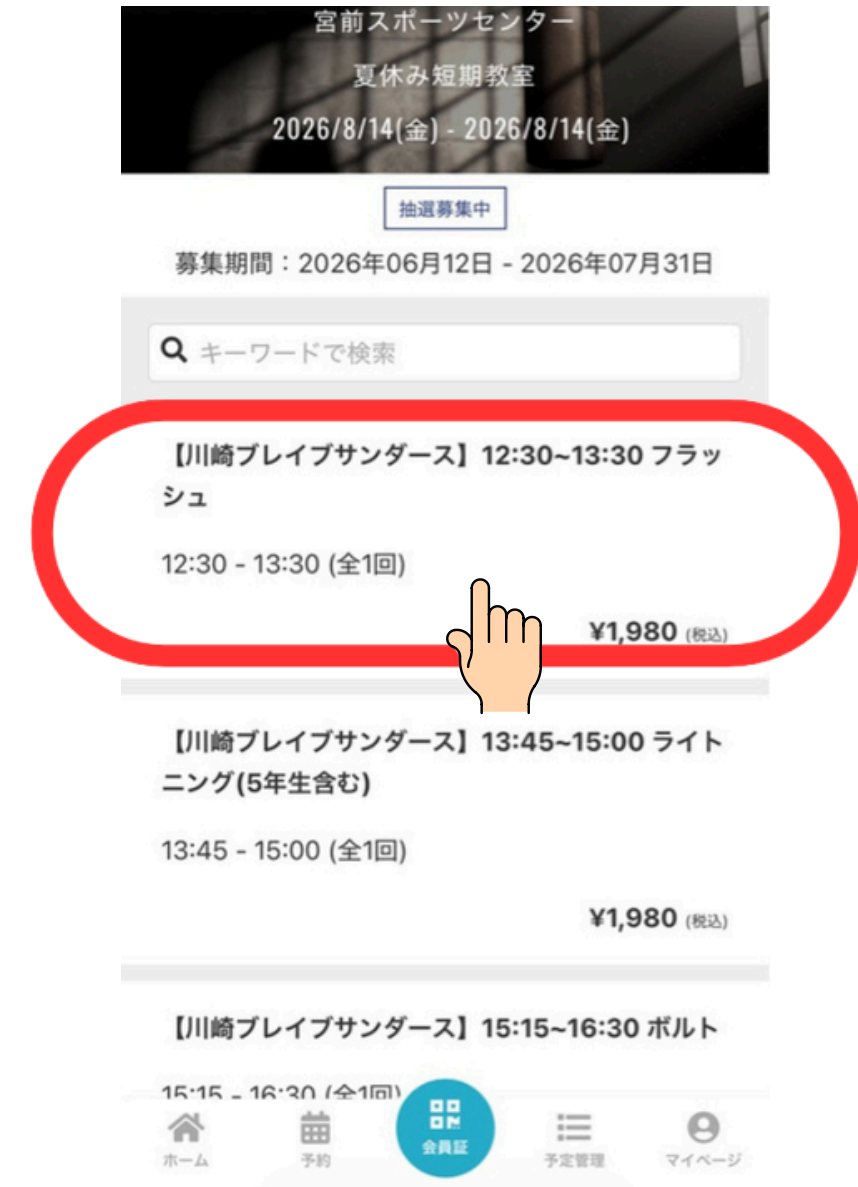 宮前スポーツセンター
夏休み短期教室
2026/8/14(金) - 2026/8/14(金)
抽選募集中
募集期間：2026年06月12日 - 2026年07月31日
キーワードで検索
【川崎ブレイブサンダース】12:30~13:30 フラッ
シュ
12:30 - 13:30 (全1回)
¥1,980 (税込)
【川崎ブレイブサンダース】13:45~15:00 ライト
ニング(5年生含む)
13:45 - 15:00 (全1回)
¥1,980 (税込)
【川崎ブレイブサンダース】15:15~16:30 ボルト
15:15 - 16:30 (全1回)
ホーム
予約
会員証
予定管理
マイページ